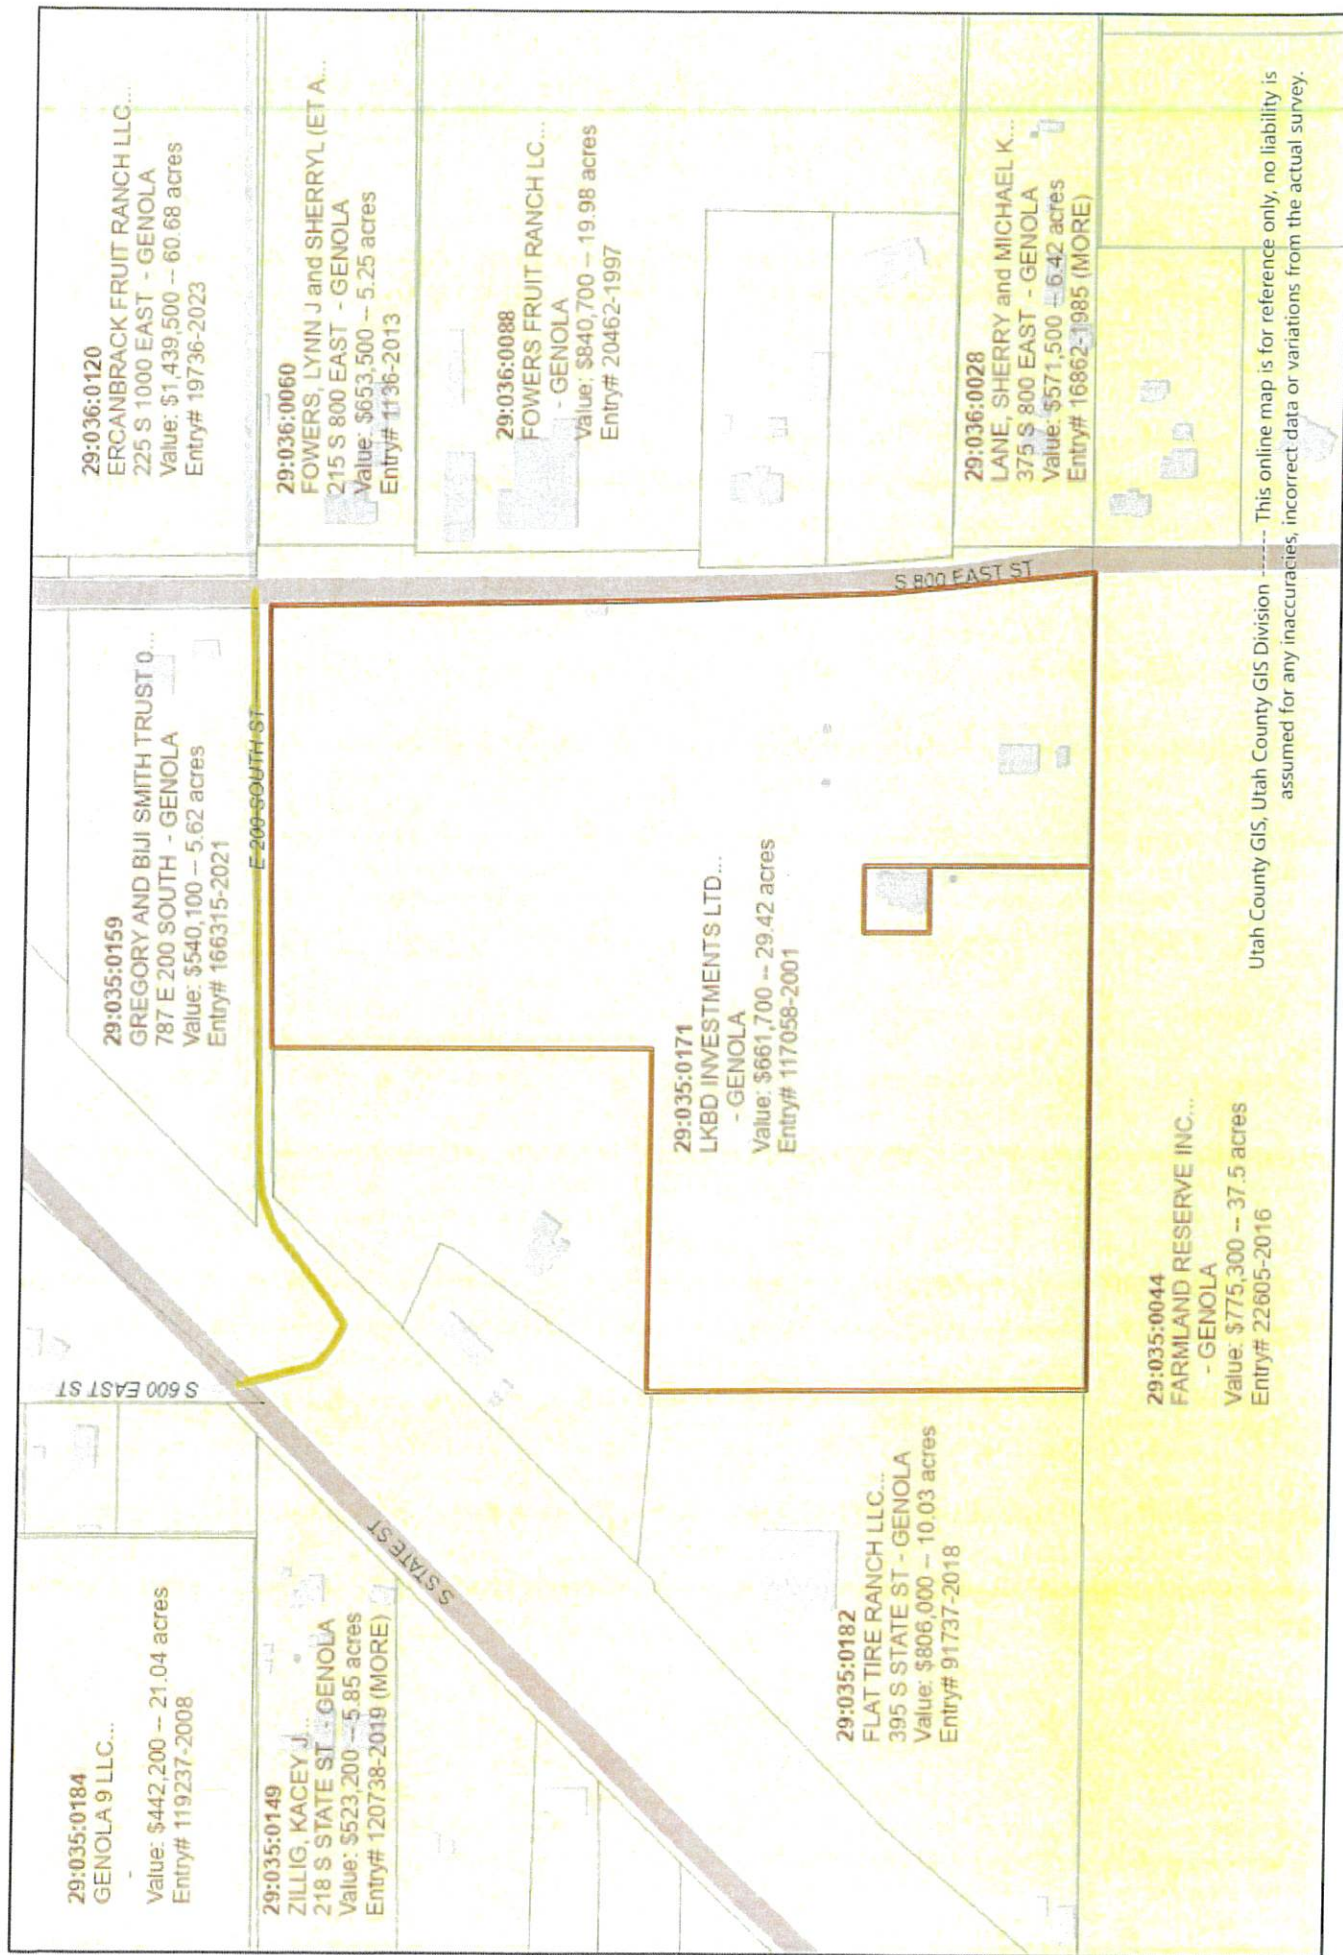 29:035:0184
GENOLA 9 LLC...
-
Value: $442,200 -- 21.04 acres
Entry# 119237-2008
29:035:0149
ZILLIG, KACEY J...
218 S STATE ST - GENOLA
Value: $523,200 -- 5.85 acres
Entry# 120738-2019 (MORE)
S STATE ST
S 600 EAST ST
29:035:0159
GREGORY AND BIJI SMITH TRUST 0...
787 E 200 SOUTH - GENOLA
Value: $540,100 -- 5.62 acres
Entry# 166315-2021
E 200 SOUTH ST
29:036:0120
ERCANBRACK FRUIT RANCH LLC...
225 S 1000 EAST - GENOLA
Value: $1,439,500 -- 60.68 acres
Entry# 19736-2023
29:036:0060
FOWERS, LYNN J and SHERRYL (ET A...
215 S 800 EAST - GENOLA
Value: $653,500 -- 5.25 acres
Entry# 1136-2013
29:036:0088
FOWERS FRUIT RANCH LC...
- GENOLA
Value: $840,700 -- 19.98 acres
Entry# 20462-1997
29:035:0171
LKBD INVESTMENTS LTD...
- GENOLA
Value: $661,700 -- 29.42 acres
Entry# 117058-2001
S 800 EAST ST
29:035:0182
FLAT TIRE RANCH LLC...
395 S STATE ST - GENOLA
Value: $806,000 -- 10.03 acres
Entry# 91737-2018
29:036:0028
LANE, SHERRY and MICHAEL K...
375 S 800 EAST - GENOLA
Value: $571,500 -- 6.42 acres
Entry# 16862-1985 (MORE)
29:035:0044
FARMLAND RESERVE INC...
- GENOLA
Value: $775,300 -- 37.5 acres
Entry# 22605-2016
Utah County GIS, Utah County GIS Division ------ This online map is for reference only, no liability is
assumed for any inaccuracies, incorrect data or variations from the actual survey.